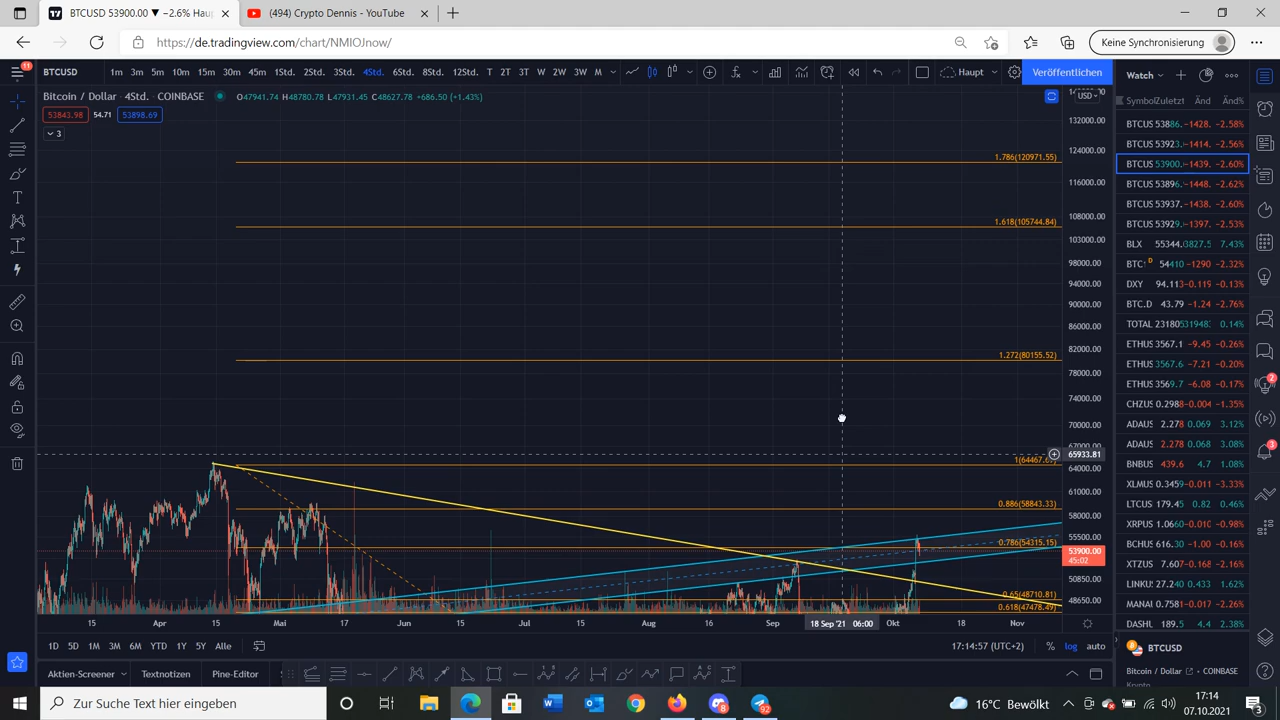 BTCUSD 53900.00 ▼ −2.6% Hau
(494) Crypto Dennis - YouTube
https://de.tradingview.com/chart/NMIOJnow/
Keine Synchronisierung
11
BTCUSD 1m 3m 5m 10m 15m 30m 45m 1Std. 2Std. 3Std. 4Std. 6Std. 8Std. 12Std. T 2T 3T W 2W 3W M
Haupt
Veröffentlichen
Watch
Bitcoin / Dollar · 4Std. · COINBASE
O47941.74 H48780.78 L47931.45 C48627.78 +686.50 (+1.43%)
53843.98 54.71 53898.69
3
USD
132000.00
124000.00
116000.00
108000.00
103000.00
98000.00
94000.00
90000.00
86000.00
82000.00
78000.00
74000.00
70000.00
65933.81
64000.00
61000.00
58000.00
55500.00
53900.00
45:02
50850.00
48650.00
1.786(120971.55)
1.618(105744.84)
1.272(80155.52)
0.886(58843.33)
0.786(54315.15)
0.65(48710.81)
0.618(47478.49)
15 Apr 15 Mai 17 Jun 15 Jul 15 Aug 16 Sep 18 Sep '21 06:00 Okt 18 Nov
1D 5D 1M 3M 6M YTD 1Y 5Y Alle
17:14:57 (UTC+2)
% log auto
Aktien-Screener
Textnotizen
Pine-Editor
Symbol Zuletzt Änd Änd%
BTCUS 53886. −1428. −2.58%
BTCUS 53923. −1414. −2.56%
BTCUS 53900. −1439. −2.60%
BTCUS 53896. −1448. −2.62%
BTCUS 53937. −1438. −2.60%
BTCUS 53929. −1397. −2.53%
BLX 55344. 3827.5 7.43%
BTC D 54410 −1290 −2.32%
DXY 94.113 −0.119 −0.13%
BTC.D 43.79 −1.24 −2.76%
TOTAL 0.14%
ETHUS 3567.1 −9.45 −0.26%
ETHUS 3567.6 −7.21 −0.20%
ETHUS 3569.7 −6.08 −0.17%
CHZUS 0.2988 −0.004 −1.35%
ADAUS 2.278 0.069 3.12%
ADAUS 2.278 0.068 3.08%
BNBUS 439.6 4.7 1.08%
XLMUS 0.3459 −0.011 −3.33%
LTCUS 179.45 0.82 0.46%
XRPUS 1.0660 −0.010 −0.98%
BCHUS 616.30 −1.00 −0.16%
XTZUS 7.607 −0.168 −2.16%
LINKU 27.240 0.433 1.62%
MANA 0.7581 −0.017 −2.26%
DASHU 189.5 4.4 2.38%
BTCUSD
Bitcoin / Dollar COINBASE
2
3
Zur Suche Text hier eingeben
8
92
16°C Bewölkt
17:14
07.10.2021
3